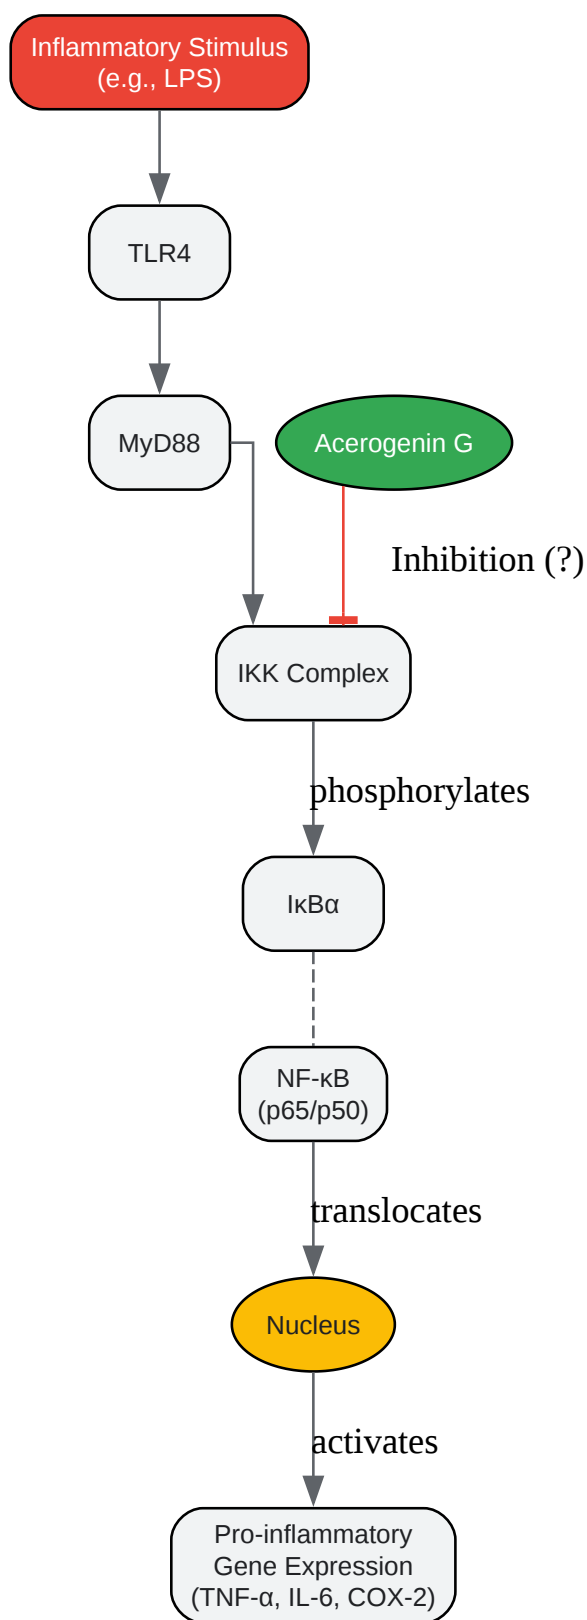 Inflammatory Stimulus
(e.g., LPS)
TLR4
MyD88
Acerogenin G
Inhibition (?)
IKK Complex
phosphorylates
IκBα
NF-κB
(p65/p50)
translocates
Nucleus
activates
Pro-inflammatory
Gene Expression
(TNF-α, IL-6, COX-2)